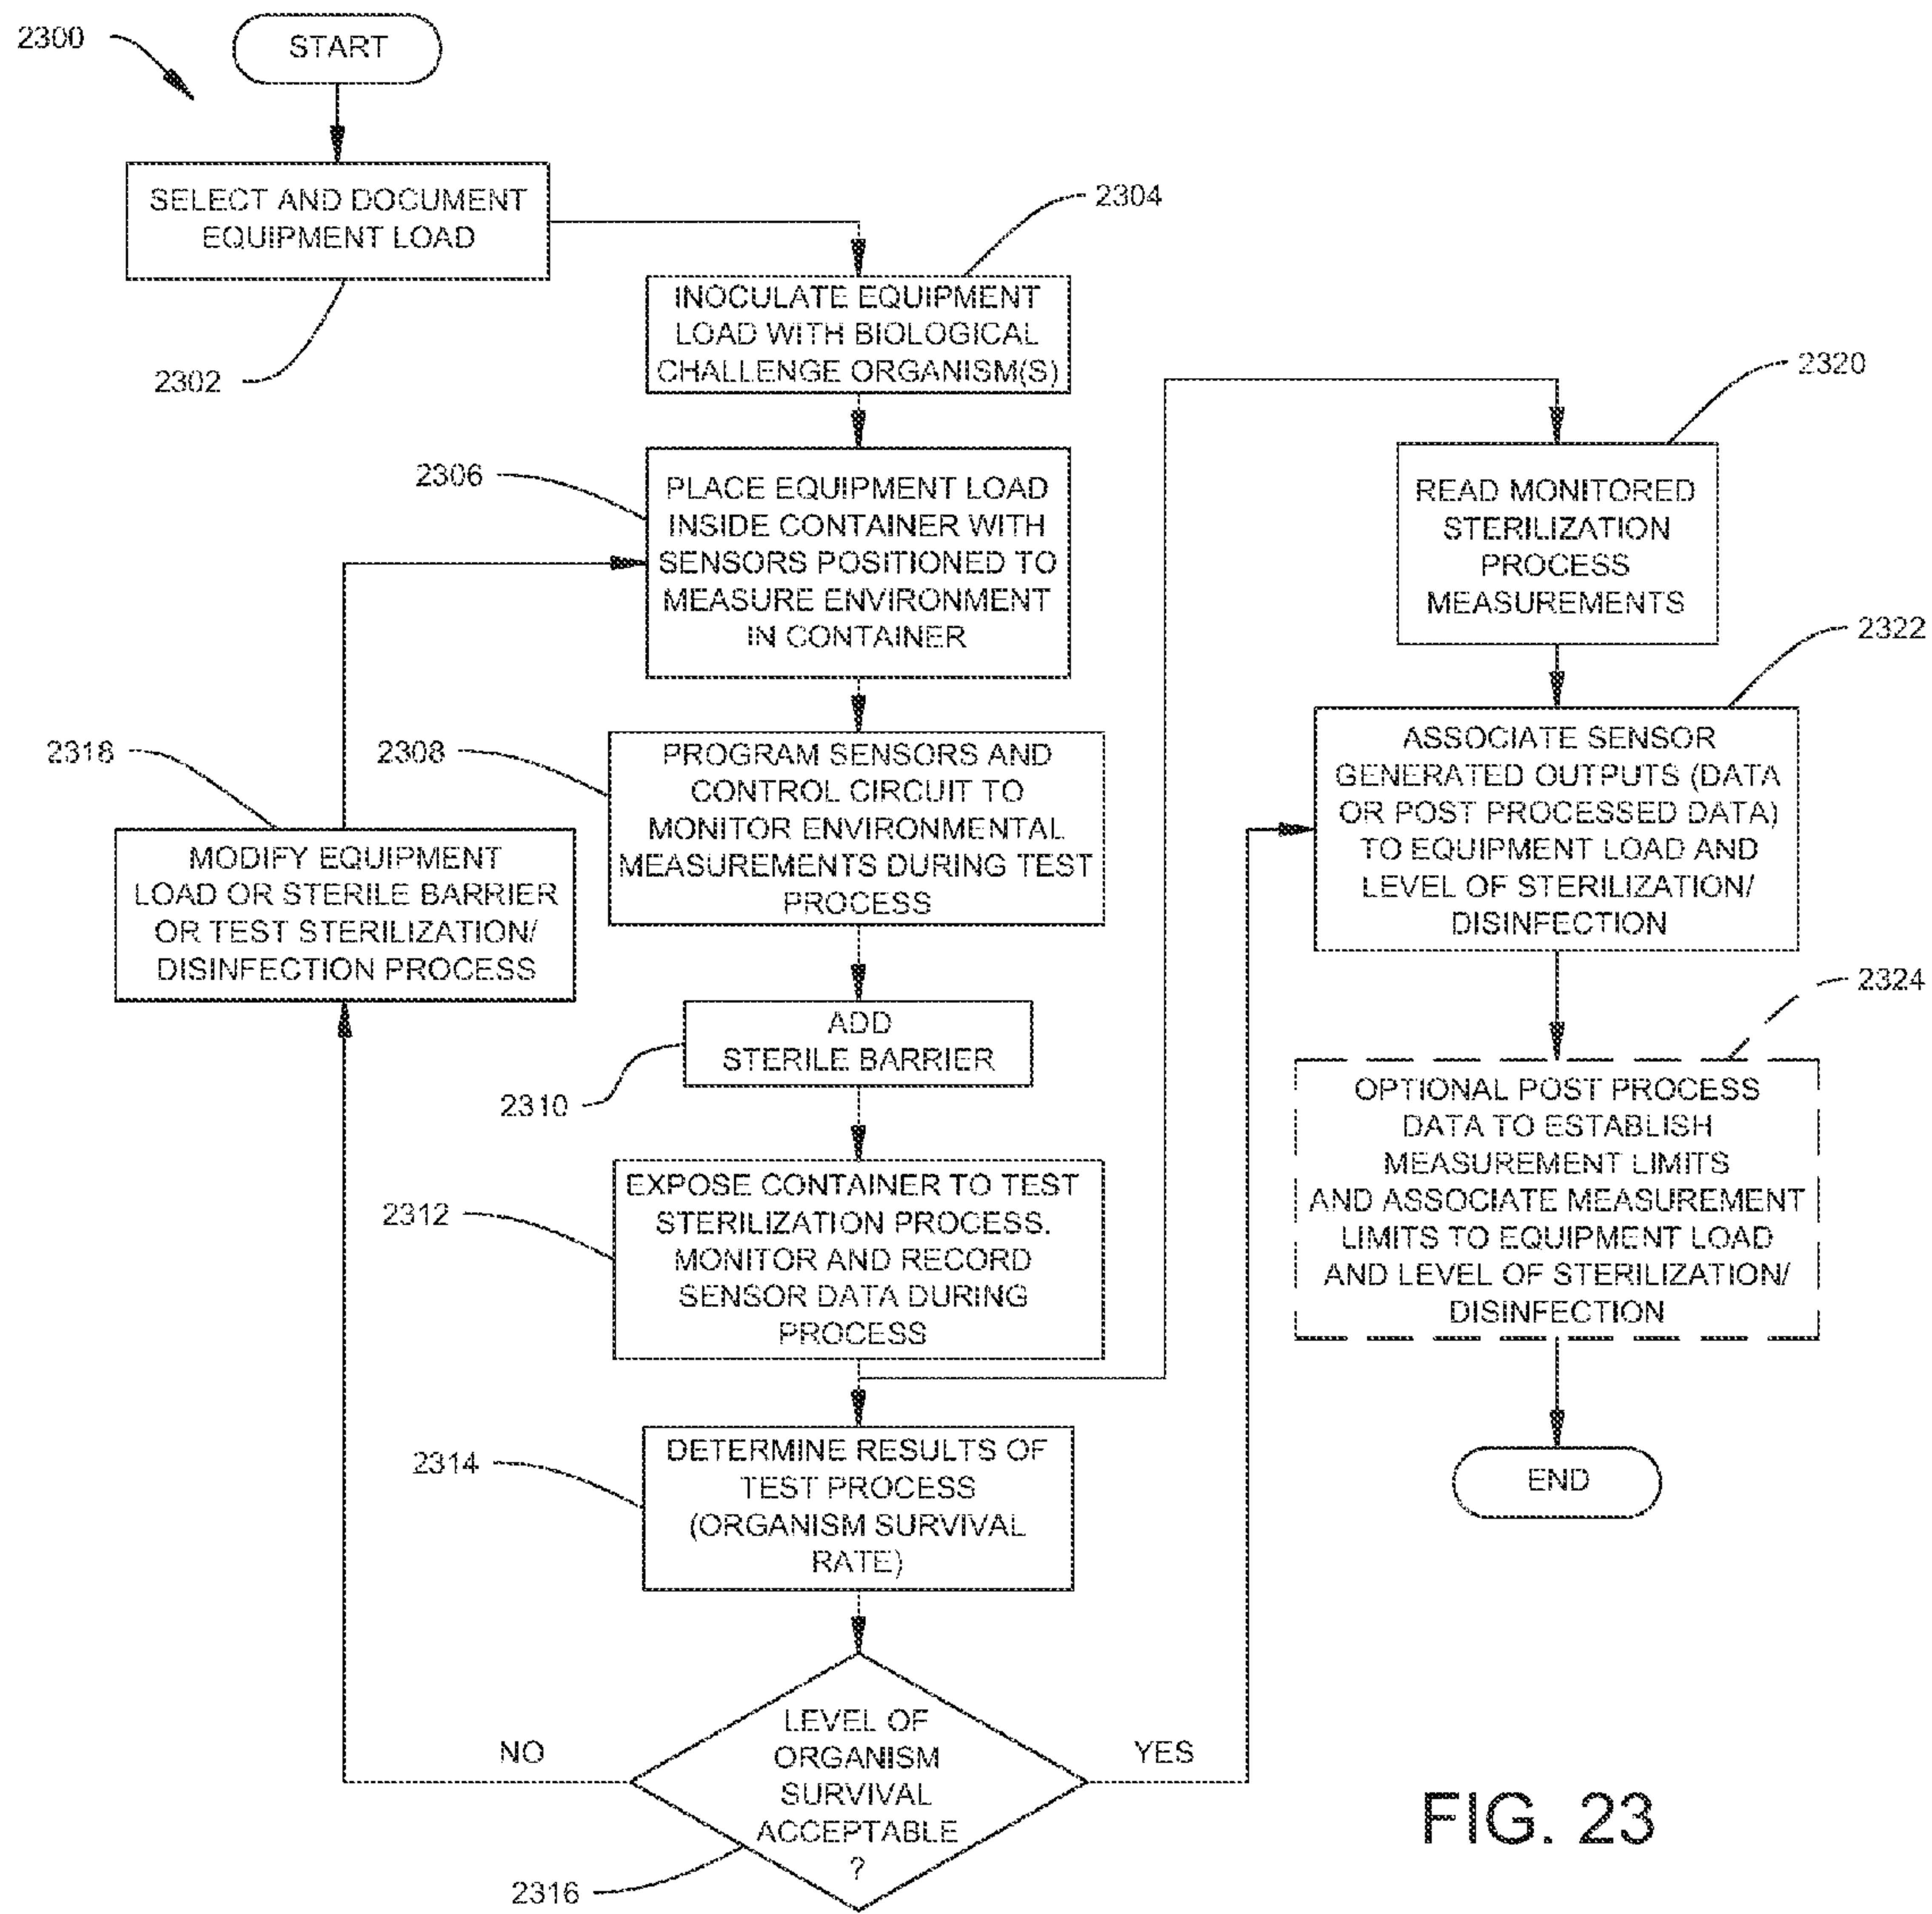 2300
START
SELECT AND DOCUMENT
EQUIPMENT LOAD
2302
2304
INOCULATE EQUIPMENT
LOAD WITH BIOLOGICAL
CHALLENGE ORGANISM(S)
2306
PLACE EQUIPMENT LOAD
INSIDE CONTAINER WITH
SENSORS POSITIONED TO
MEASURE ENVIRONMENT
IN CONTAINER
2308
PROGRAM SENSORS AND
CONTROL CIRCUIT TO
MONITOR ENVIRONMENTAL
MEASUREMENTS DURING TEST
PROCESS
2318
MODIFY EQUIPMENT
LOAD OR STERILE BARRIER
OR TEST STERILIZATION/
DISINFECTION PROCESS
ADD
STERILE BARRIER
2310
2312
EXPOSE CONTAINER TO TEST
STERILIZATION PROCESS.
MONITOR AND RECORD
SENSOR DATA DURING
PROCESS
2314
DETERMINE RESULTS OF
TEST PROCESS
(ORGANISM SURVIVAL
RATE)
LEVEL OF
ORGANISM
SURVIVAL
ACCEPTABLE
?
NO
YES
2316
2320
READ MONITORED
STERILIZATION
PROCESS
MEASUREMENTS
2322
ASSOCIATE SENSOR
GENERATED OUTPUTS (DATA
OR POST PROCESSED DATA)
TO EQUIPMENT LOAD AND
LEVEL OF STERILIZATION/
DISINFECTION
2324
OPTIONAL POST PROCESS
DATA TO ESTABLISH
MEASUREMENT LIMITS
AND ASSOCIATE MEASUREMENT
LIMITS TO EQUIPMENT LOAD
AND LEVEL OF STERILIZATION/
DISINFECTION
END
FIG. 23